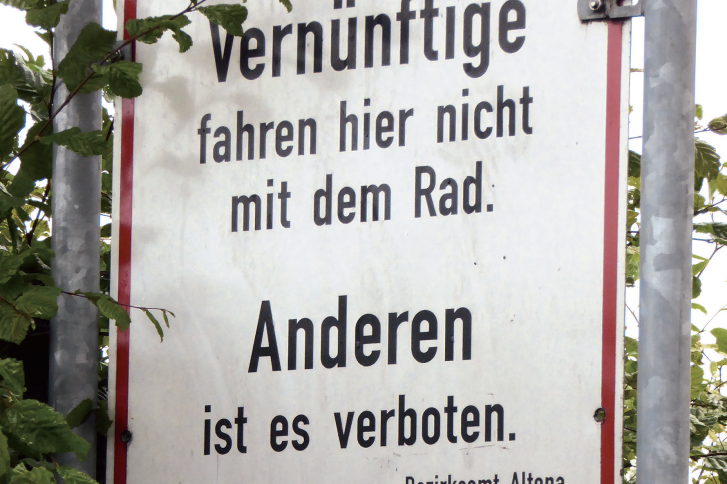 Vernünftige
fahren hier nicht
mit dem Rad.
Anderen
ist es verboten.
Bezirksamt Altona